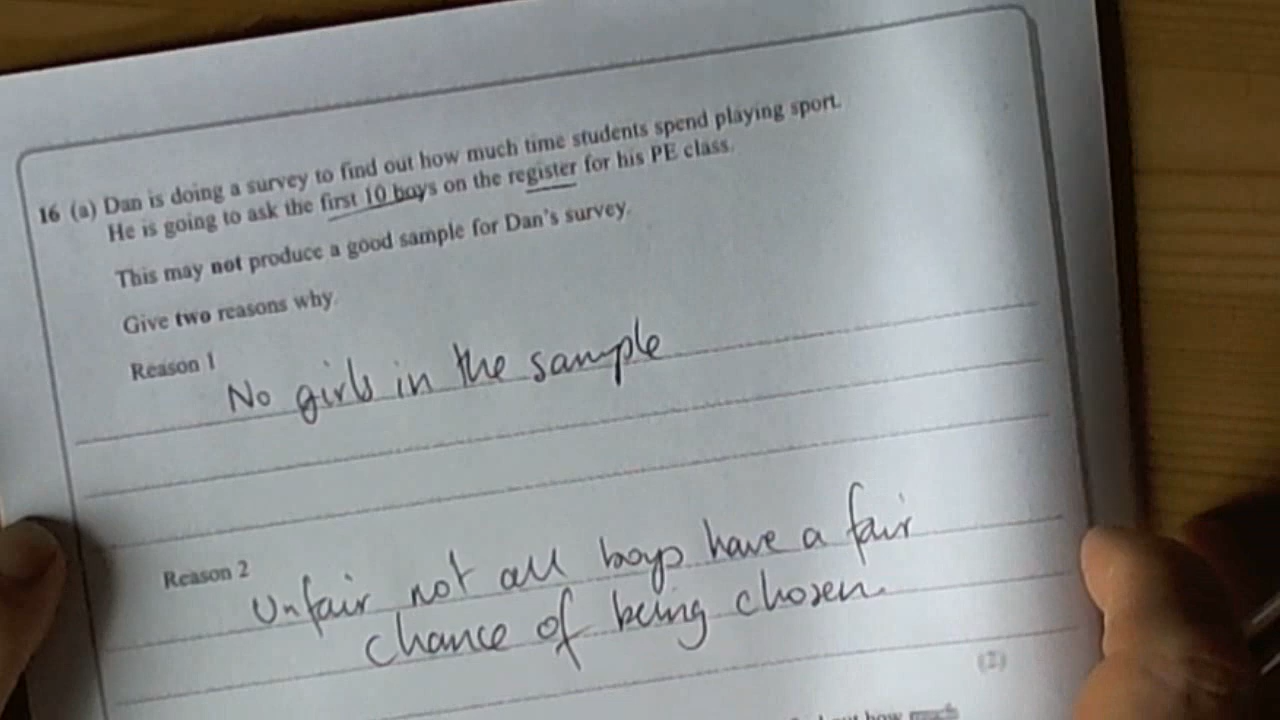 16 (a) Dan is doing a survey to find out how much time students spend playing sport.
He is going to ask the first 10 boys on the register for his PE class.
This may not produce a good sample for Dan's survey.
Give two reasons why.
Reason 1
No girls in the sample
Reason 2
Unfair not all boys have a fair
chance of being chosen.
(2)
out how much